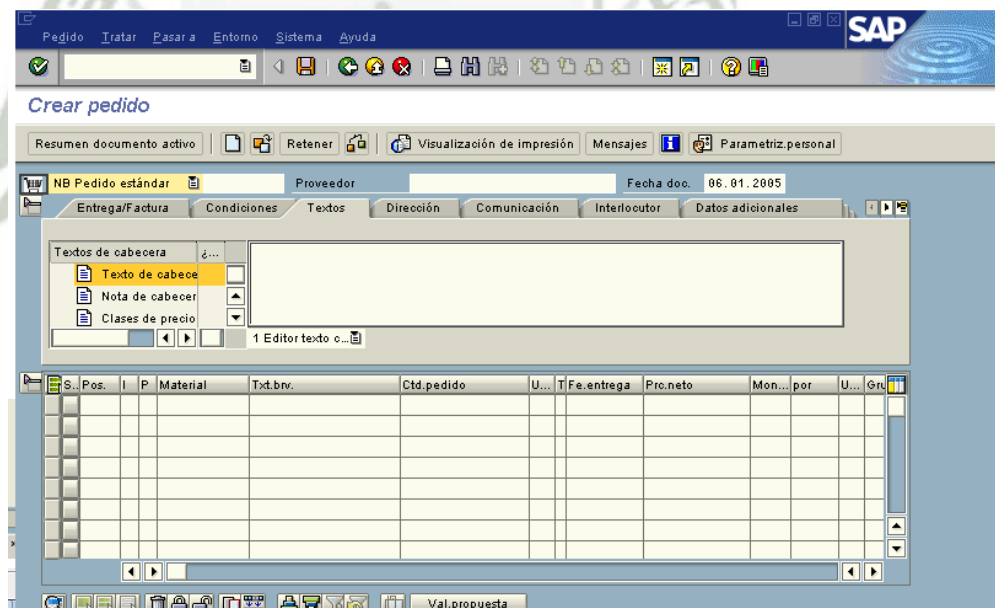 Pedido Tratar Pasar a Entorno Sistema Ayuda
SAP
Crear pedido
Resumen documento activo Retener Visualización de impresión Mensajes Parametriz.personal
NB Pedido estándar Proveedor Fecha doc. 06.01.2005
Entrega/Factura Condiciones Textos Dirección Comunicación Interlocutor Datos adicionales
Textos de cabecera ¿...
Texto de cabece
Nota de cabecer
Clases de precio
1 Editor texto c...
S.. Pos. I P Material Txt.brv. Ctd.pedido U... T Fe.entrega Prc.neto Mon... por U... Gru
Val.propuesta